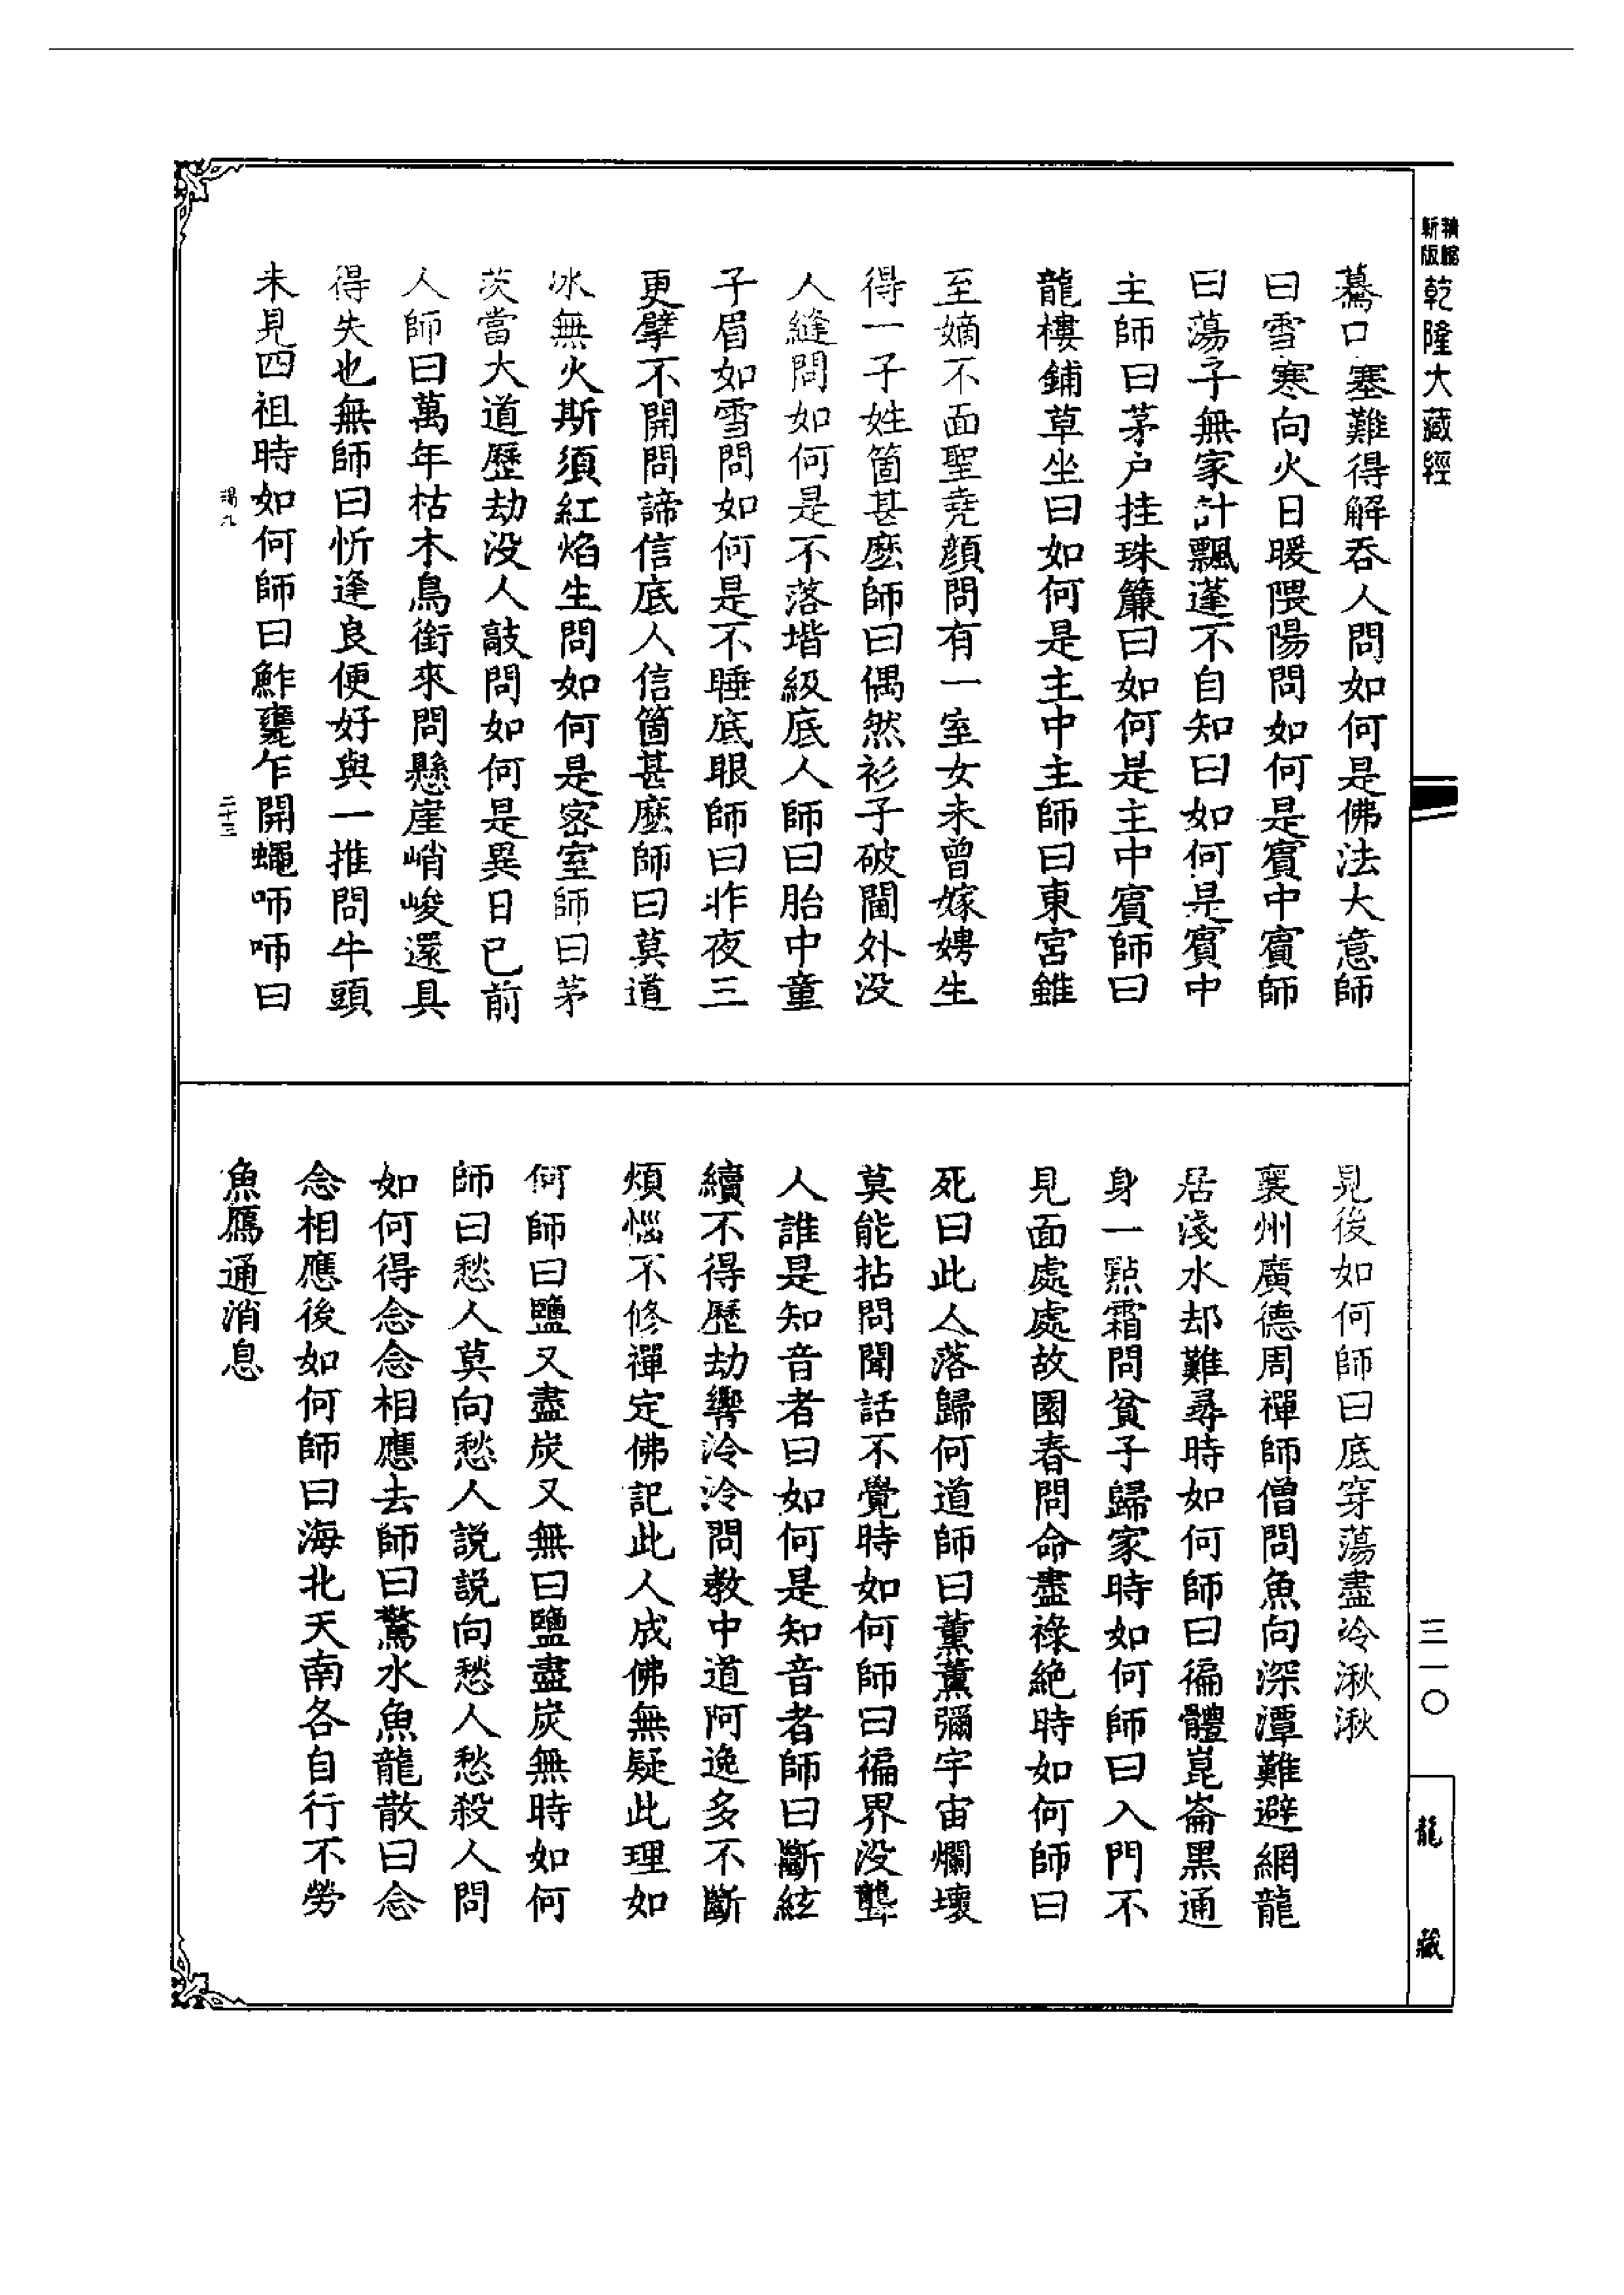 新版
乾隆大藏經
驀口塞難得解吞人問如何是佛法大意師
曰雪寒向火日暖隈陽問如何是賓中賓師
曰蕩子無家計飄蓬不自知曰如何是賓中
主師曰茅户挂珠簾曰如何是主中賓師曰
龍樓鋪草坐曰如何是主中主師曰東宮雖
至嫡不面聖堯顔問有一室女未曾嫁娉生
得一子姓箇甚麽師曰偶然衫子破閫外没
人縫問如何是不落堦級底人師曰胎中童
子眉如雪問如何是不睡底眼師曰昨夜三
更擘不開問諦信底人信箇甚麽師曰莫道
冰無火斯須紅焰生問如何是密室師曰茅
茨當大道歷劫没人敲問如何是異日已前
人師曰萬年枯木鳥銜來問懸崖峭峻還具
得失也無師曰忻逢良便好與一推問牛頭
未見四祖時如何師曰鮓甕乍開蠅咂咂曰
二十三
見後如何師曰底穿蕩盡冷湫湫
襄州廣德周禪師僧問魚向深潭難避網龍
居淺水却難尋時如何師曰徧體崑崙黑通
身一點霜問貧子歸家時如何師曰入門不
見面處處故園春問命盡祿絶時如何師曰
死曰此人落歸何道師曰薰薰彌宇宙爛壞
莫能拈問聞話不覺時如何師曰徧界没聾
人誰是知音者曰如何是知音者師曰斷絃
續不得歷劫響泠泠問教中道阿逸多不斷
煩惱不修禪定佛記此人成佛無疑此理如
何師曰鹽又盡炭又無曰鹽盡炭無時如何
師曰愁人莫向愁人説説向愁人愁殺人問
如何得念念相應去師曰驚水魚龍散曰念
念相應後如何師曰海北天南各自行不勞
魚鴈通消息
三一〇
龍藏